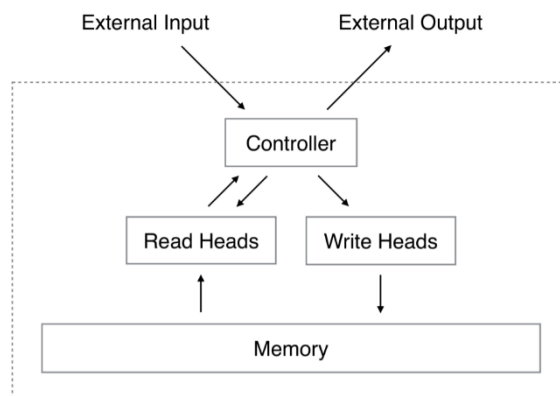 External Input
External Output
Controller
Read Heads
Write Heads
Memory